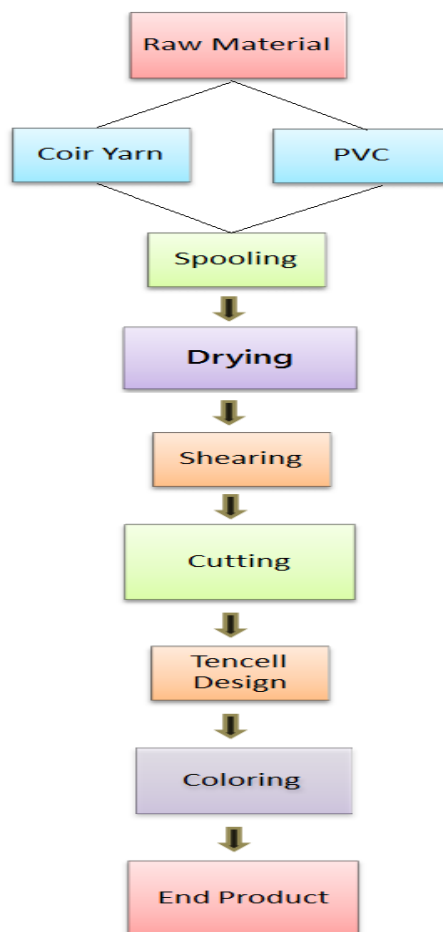 Raw Material
Coir Yarn
PVC
Spooling
Drying
Shearing
Cutting
Tencell
Design
Coloring
End Product